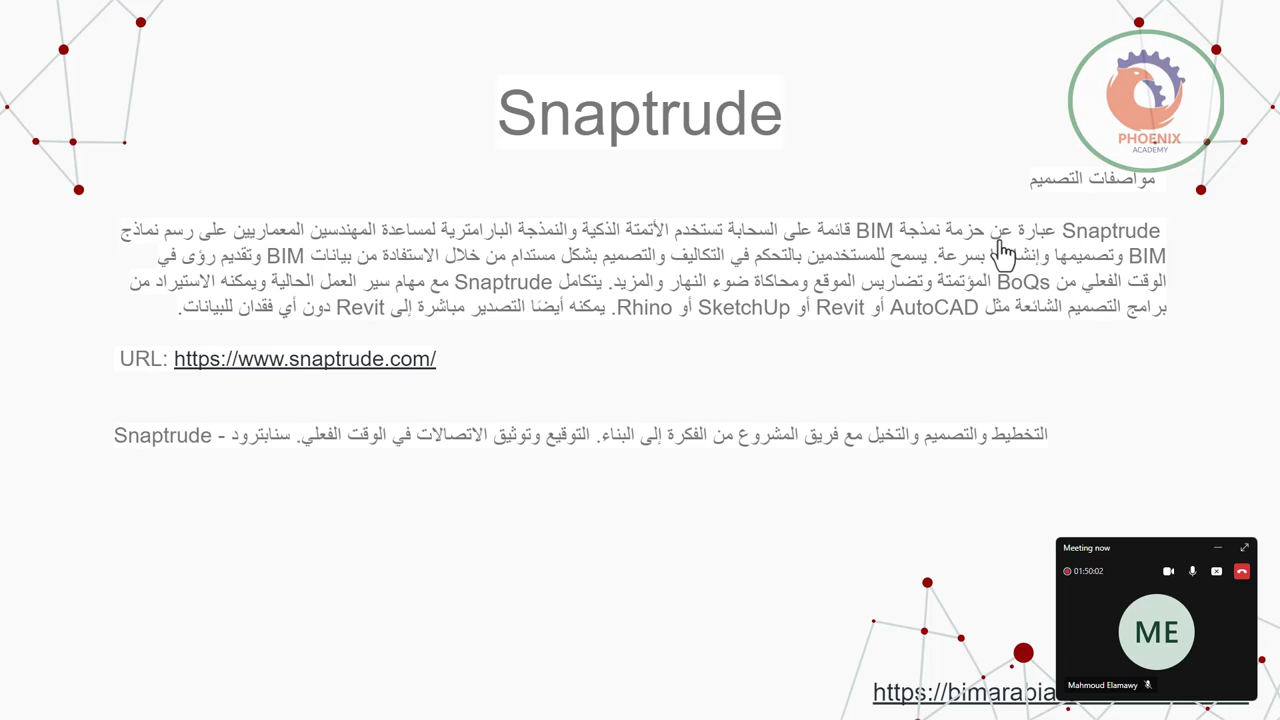 Snaptrude
PHOENIX
ACADEMY
مواصفات التصميم
Snaptrude عبارة عن حزمة نمذجة BIM قائمة على السحابة تستخدم الأتمتة الذكية والنمذجة البارامترية لمساعدة المهندسين المعماريين على رسم نماذج
BIM وتصميمها بسرعة. يسمح للمستخدمين بالتحكم في التكاليف والتصميم بشكل مستدام من خلال الاستفادة من بيانات BIM وتقديم رؤى في
الوقت الفعلي من BoQs المؤتمتة وتضاريس الموقع ومحاكاة ضوء النهار والمزيد. يتكامل Snaptrude مع مهام سير العمل الحالية ويمكنه الاستيراد من
برامج التصميم الشائعة مثل AutoCAD أو Revit أو SketchUp أو Rhino. يمكنه أيضًا التصدير مباشرة إلى Revit دون أي فقدان للبيانات.
URL: https://www.snaptrude.com/
التخطيط والتصميم والتخيل مع فريق المشروع من الفكرة إلى البناء. التوقيع وتوثيق الاتصالات في الوقت الفعلي. سنابترود - Snaptrude
Meeting now
01:50:02
ME
Mahmoud Elamawy
https://bimarabia